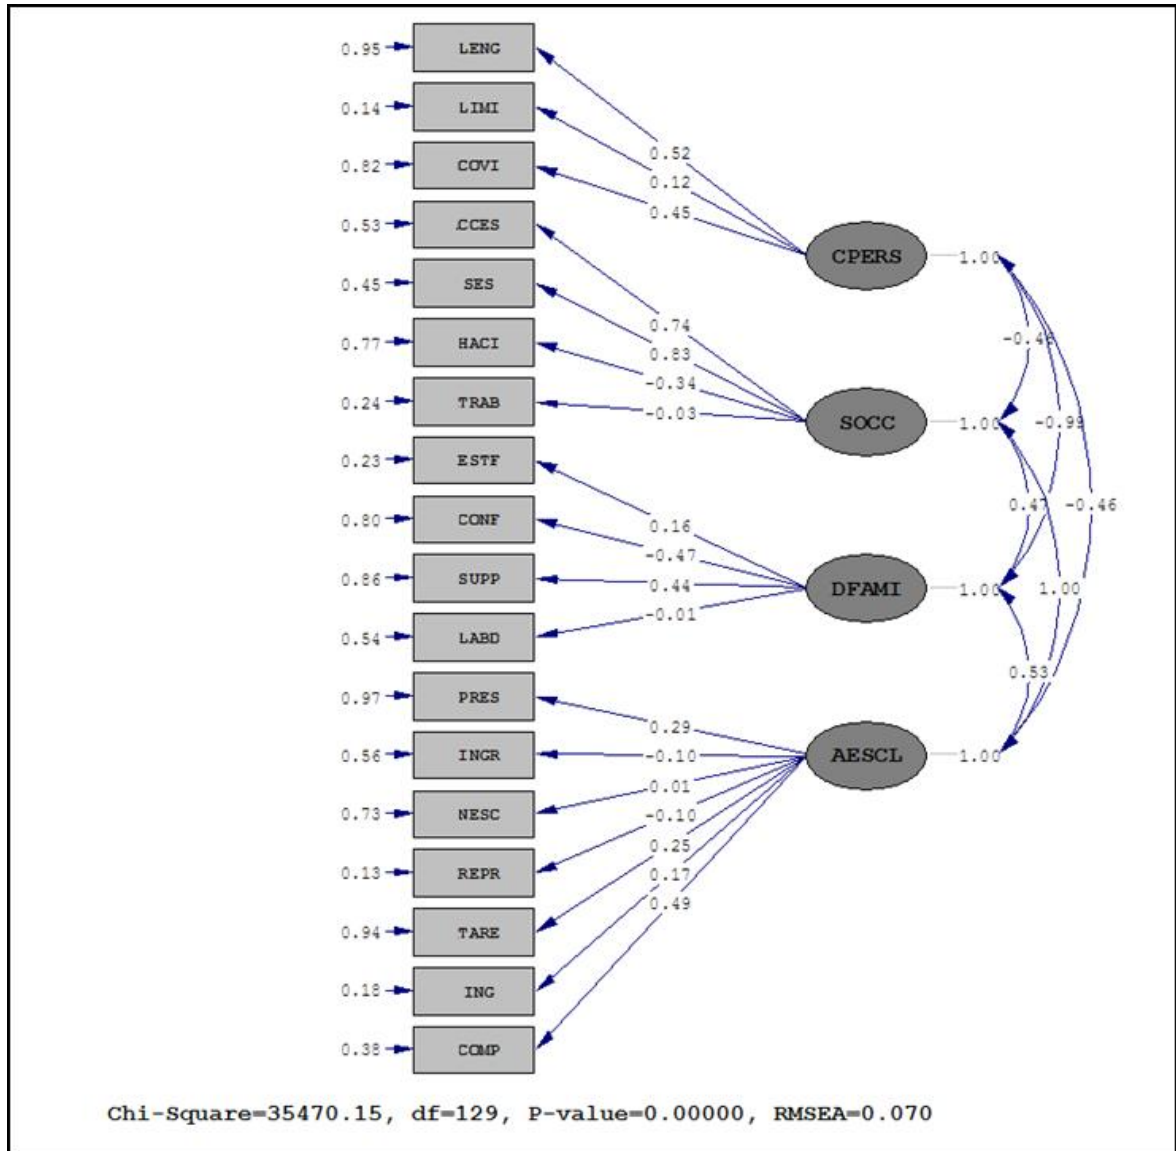 0.95 LENG
0.14 LIMI
0.82 COVI
0.53 CCES
0.45 SES
0.77 HACI
0.24 TRAB
0.23 ESTF
0.80 CONF
0.86 SUPP
0.54 LABD
0.97 PRES
0.56 INGR
0.73 NESC
0.13 REPR
0.94 TARE
0.18 ING
0.38 COMP
0.52
0.12
0.45
0.74
0.83
-0.34
-0.03
0.16
-0.47
0.44
-0.01
0.29
-0.10
0.01
-0.10
0.25
0.17
0.49
CPERS 1.00
SOCC 1.00
DFAMI 1.00
AESCL 1.00
-0.99
0.47
-0.46
1.00
0.53
Chi-Square=35470.15, df=129, P-value=0.00000, RMSEA=0.070